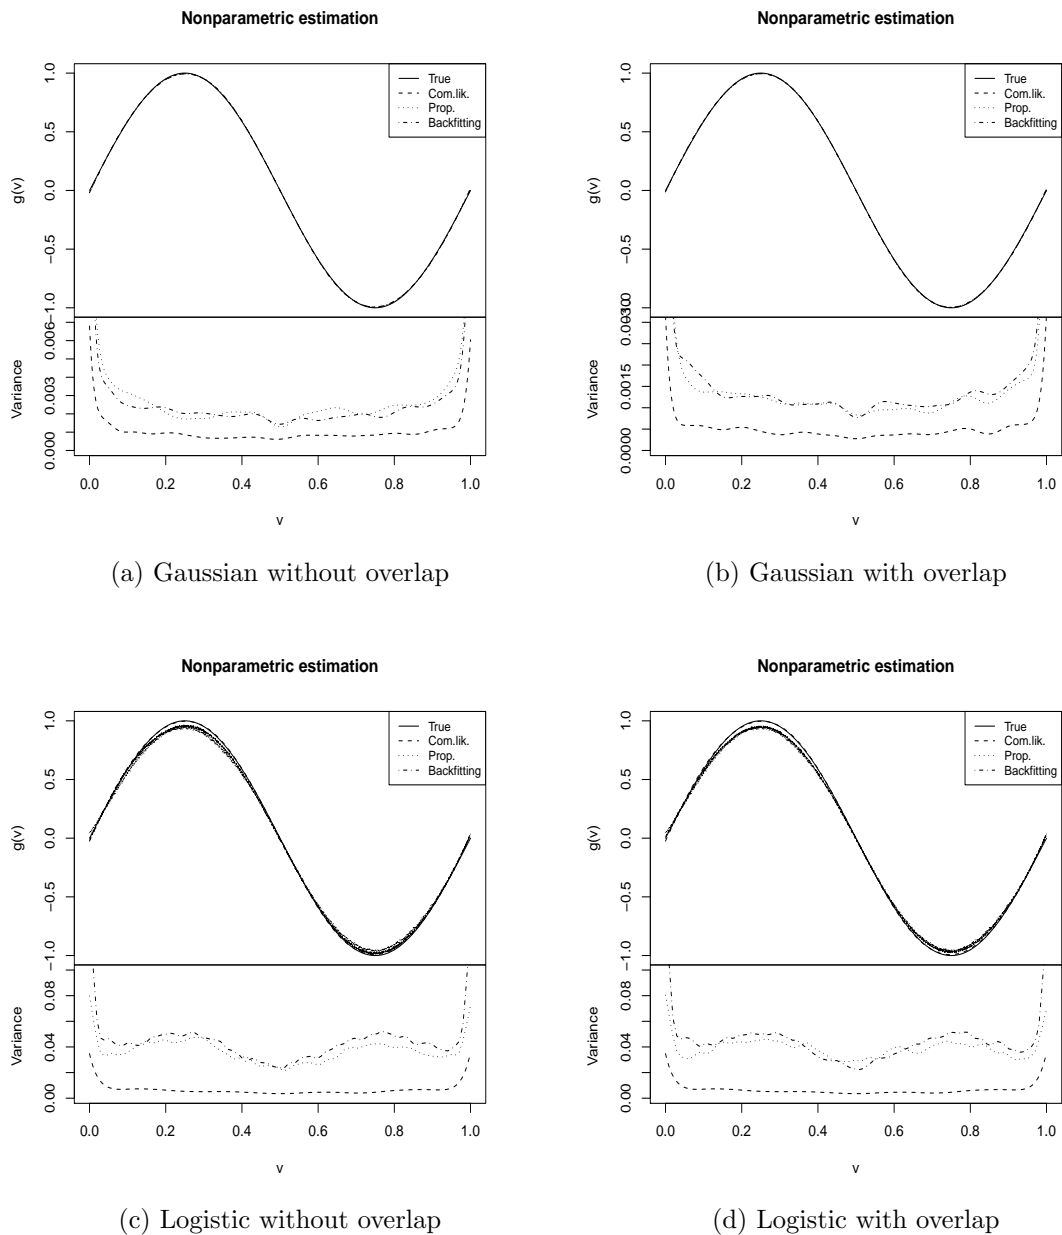 Nonparametric estimation
True
Com.lik.
Prop.
Backfitting
g(v)
1.0
0.5
0.0
−0.5
−1.0
Variance
0.006
0.003
0.000
0.0 0.2 0.4 0.6 0.8 1.0
v
(a) Gaussian without overlap
Nonparametric estimation
True
Com.lik.
Prop.
Backfitting
g(v)
1.0
0.5
0.0
−0.5
−1.0
Variance
0.0030
0.0015
0.0000
0.0 0.2 0.4 0.6 0.8 1.0
v
(b) Gaussian with overlap
Nonparametric estimation
True
Com.lik.
Prop.
Backfitting
g(v)
1.0
0.5
0.0
−0.5
−1.0
Variance
0.08
0.04
0.00
0.0 0.2 0.4 0.6 0.8 1.0
v
(c) Logistic without overlap
Nonparametric estimation
True
Com.lik.
Prop.
Backfitting
g(v)
1.0
0.5
0.0
−0.5
−1.0
Variance
0.08
0.04
0.00
0.0 0.2 0.4 0.6 0.8 1.0
v
(d) Logistic with overlap